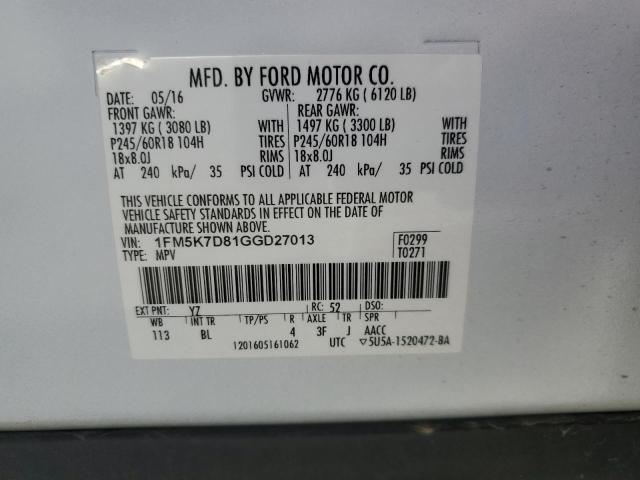 MFD. BY FORD MOTOR CO.
DATE: 05/16 GVWR: 2776 KG ( 6120 LB)
FRONT GAWR: REAR GAWR:
1397 KG ( 3080 LB) WITH 1497 KG ( 3300 LB) WITH
P245/60R18 104H TIRES P245/60R18 104H TIRES
18x8.0J RIMS 18x8.0J RIMS
AT 240 kPa/ 35 PSI COLD AT 240 kPa/ 35 PSI COLD
THIS VEHICLE CONFORMS TO ALL APPLICABLE FEDERAL MOTOR
VEHICLE SAFETY STANDARDS IN EFFECT ON THE DATE OF
MANUFACTURE SHOWN ABOVE.
VIN: 1FM5K7D81GGD27013 F0299
TYPE: MPV T0271
EXT PNT: YZ RC: 52 DSO:
WB INT TR TP/PS R AXLE TR SPR
113 BL 4 3F J AACC
1201605161062 UTC ▽5U5A-1520472-BA